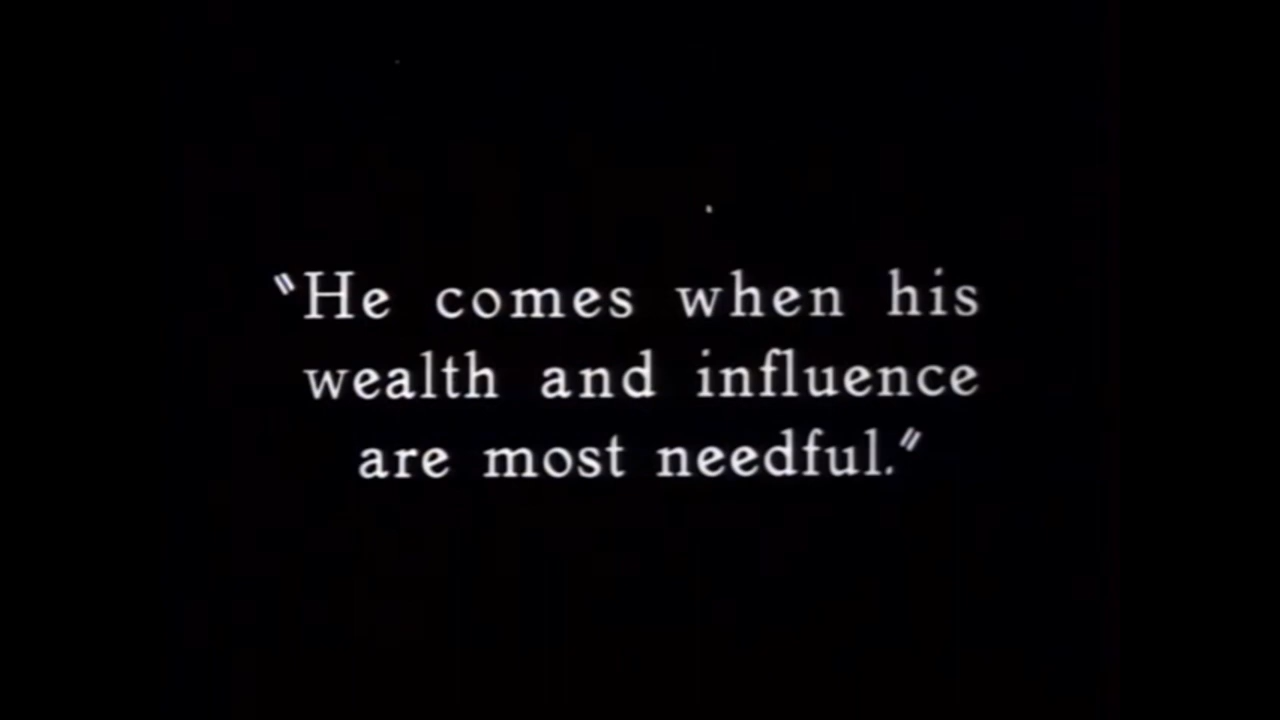 "He comes when his
wealth and influence
are most needful."